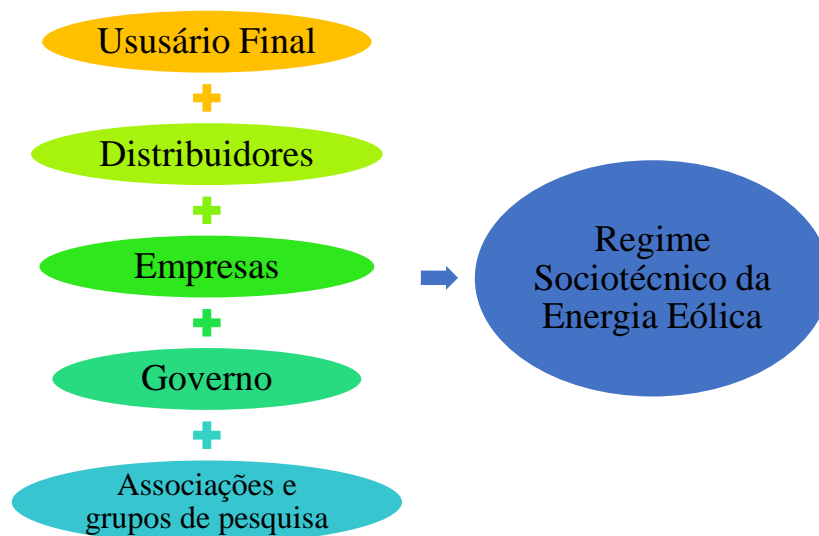 Ususário Final
Distribuidores
Empresas
Governo
Associações e
grupos de pesquisa
Regime
Sociotécnico da
Energia Eólica